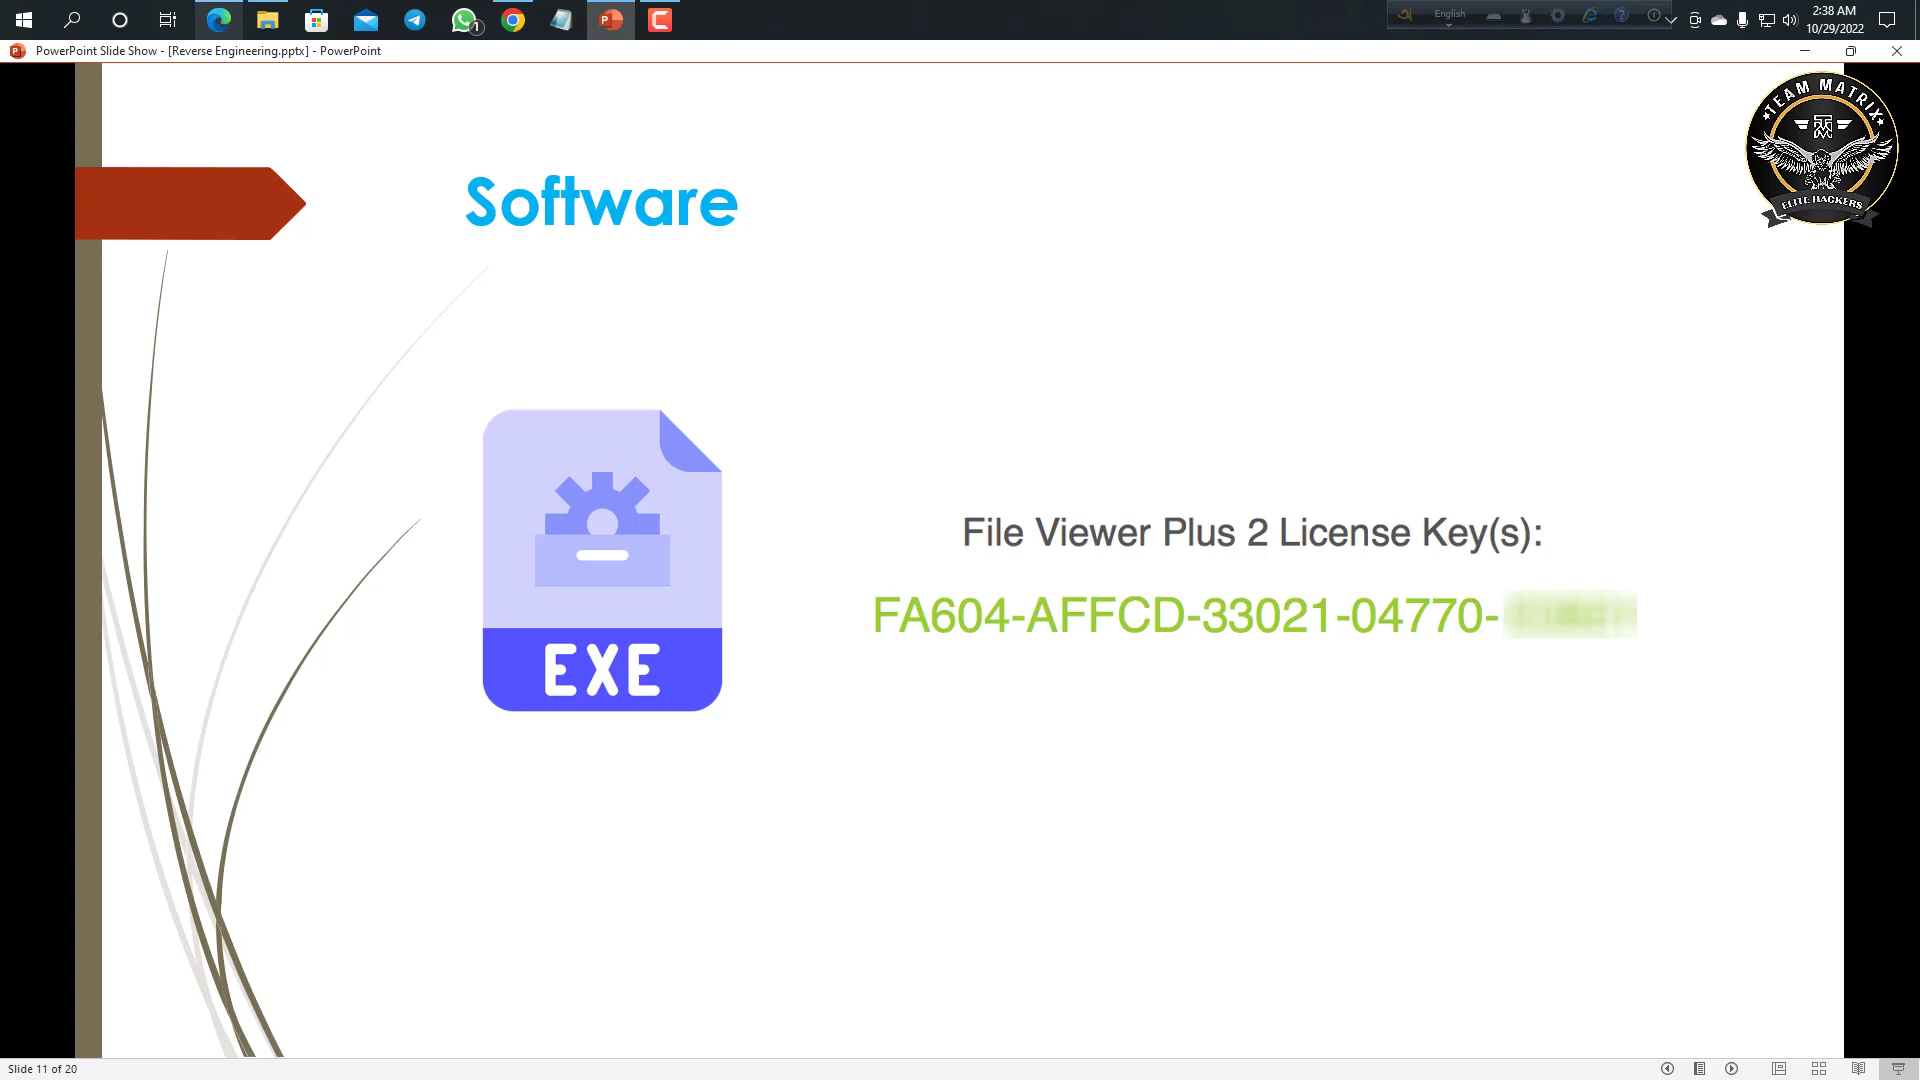 2:38 AM
English
1
10/29/2022
PowerPoint Slide Show - [Reverse Engineering.pptx] - PowerPoint
TEAM MATRIX
ELITE HACKERS
Software
EXE
File Viewer Plus 2 License Key(s):
FA604-AFFCD-33021-04770-
Slide 11 of 20